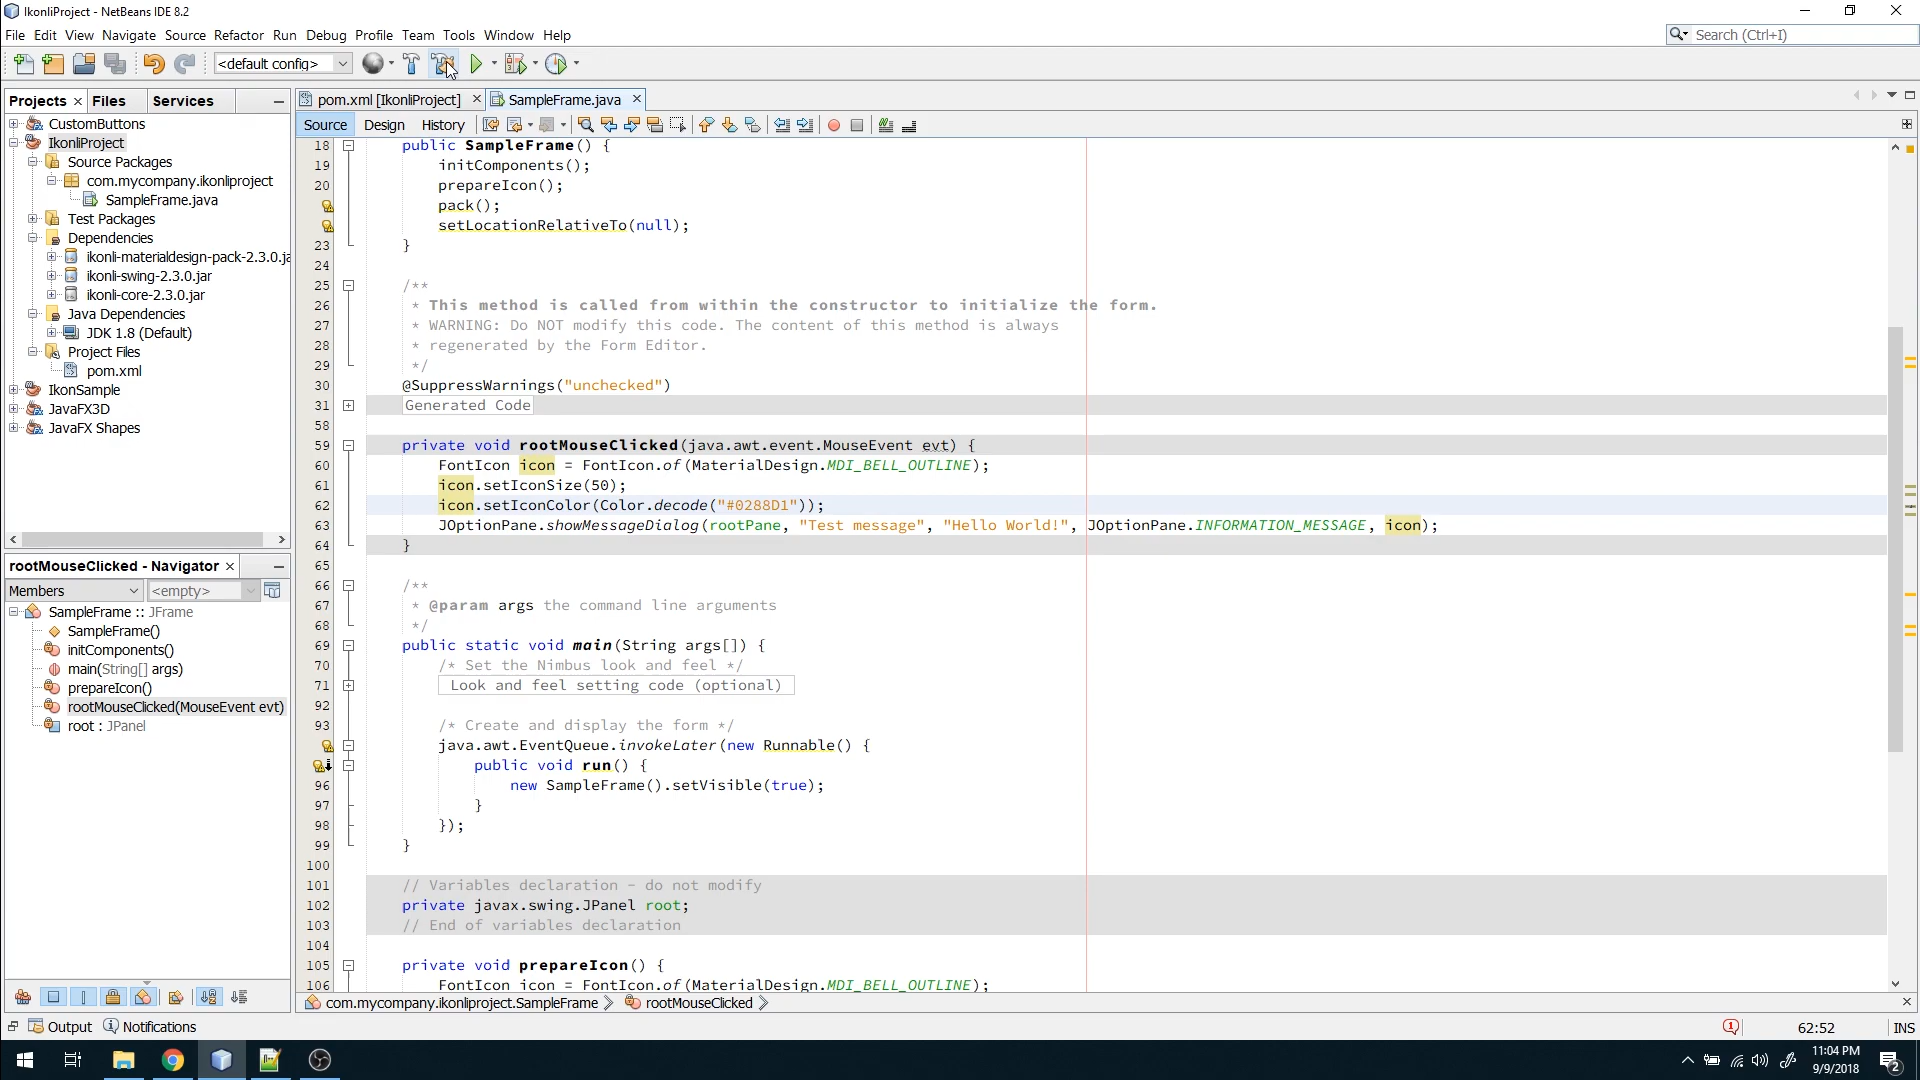 IkonliProject - NetBeans IDE 8.2
File Edit View Navigate Source Refactor Run Debug Profile Team Tools Window Help
Search (Ctrl+I)
<default config>
Projects
Files
Services
pom.xml [IkonliProject]
SampleFrame.java
Source
Design
History
CustomButtons
IkonliProject
Source Packages
com.mycompany.ikonliproject
SampleFrame.java
Test Packages
Dependencies
ikonli-materialdesign-pack-2.3.0.ja
ikonli-swing-2.3.0.jar
ikonli-core-2.3.0.jar
Java Dependencies
JDK 1.8 (Default)
Project Files
pom.xml
IkonSample
JavaFX3D
JavaFX Shapes
rootMouseClicked - Navigator
Members
<empty>
SampleFrame :: JFrame
SampleFrame()
initComponents()
main(String[] args)
prepareIcon()
rootMouseClicked(MouseEvent evt)
root : JPanel
18 public SampleFrame() {
19 initComponents();
20 prepareIcon();
pack();
setLocationRelativeTo(null);
23 }
24
25 /**
26 * This method is called from within the constructor to initialize the form.
27 * WARNING: Do NOT modify this code. The content of this method is always
28 * regenerated by the Form Editor.
29 */
30 @SuppressWarnings("unchecked")
31 Generated Code
58
59 private void rootMouseClicked(java.awt.event.MouseEvent evt) {
60 FontIcon icon = FontIcon.of(MaterialDesign.MDI_BELL_OUTLINE);
61 icon.setIconSize(50);
62 icon.setIconColor(Color.decode("#0288D1"));
63 JOptionPane.showMessageDialog(rootPane, "Test message", "Hello World!", JOptionPane.INFORMATION_MESSAGE, icon);
64 }
65
66 /**
67 * @param args the command line arguments
68 */
69 public static void main(String args[]) {
70 /* Set the Nimbus look and feel */
71 Look and feel setting code (optional)
92
93 /* Create and display the form */
java.awt.EventQueue.invokeLater(new Runnable() {
public void run() {
96 new SampleFrame().setVisible(true);
97 }
98 });
99 }
100
101 // Variables declaration - do not modify
102 private javax.swing.JPanel root;
103 // End of variables declaration
104
105 private void prepareIcon() {
106 FontIcon icon = FontIcon.of(MaterialDesign.MDI_BELL_OUTLINE);
com.mycompany.ikonliproject.SampleFrame
rootMouseClicked
Output
Notifications
1
62:52
INS
11:04 PM
9/9/2018
2